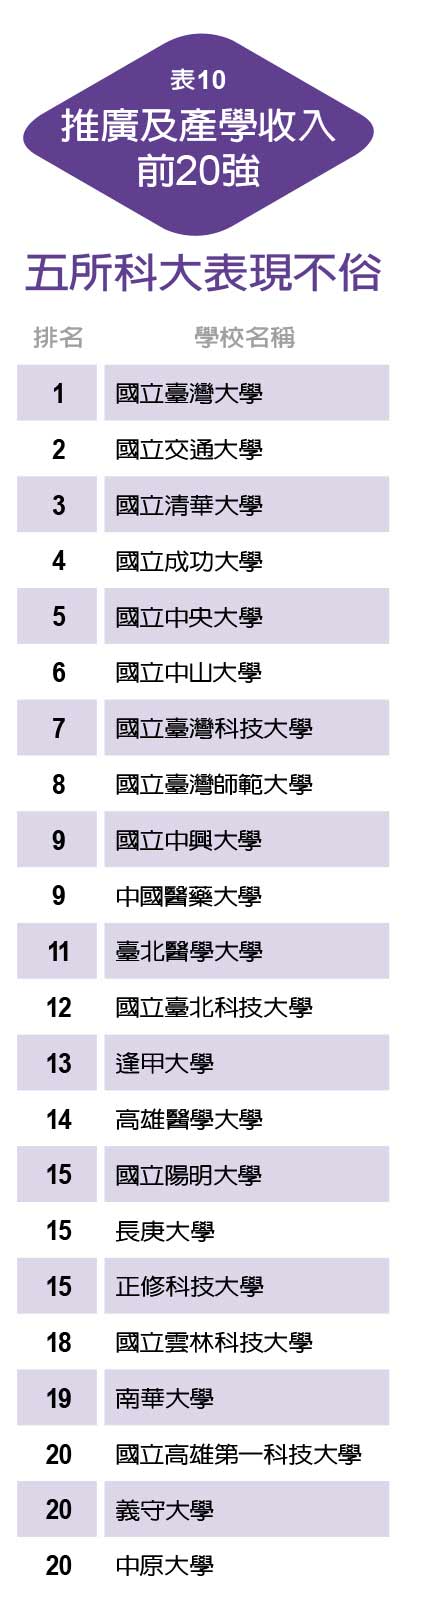 表10
推廣及產學收入
前20強
五所科大表現不俗
排名 學校名稱
1 國立臺灣大學
2 國立交通大學
3 國立清華大學
4 國立成功大學
5 國立中央大學
6 國立中山大學
7 國立臺灣科技大學
8 國立臺灣師範大學
9 國立中興大學
9 中國醫藥大學
11 臺北醫學大學
12 國立臺北科技大學
13 逢甲大學
14 高雄醫學大學
15 國立陽明大學
15 長庚大學
15 正修科技大學
18 國立雲林科技大學
19 南華大學
20 國立高雄第一科技大學
20 義守大學
20 中原大學